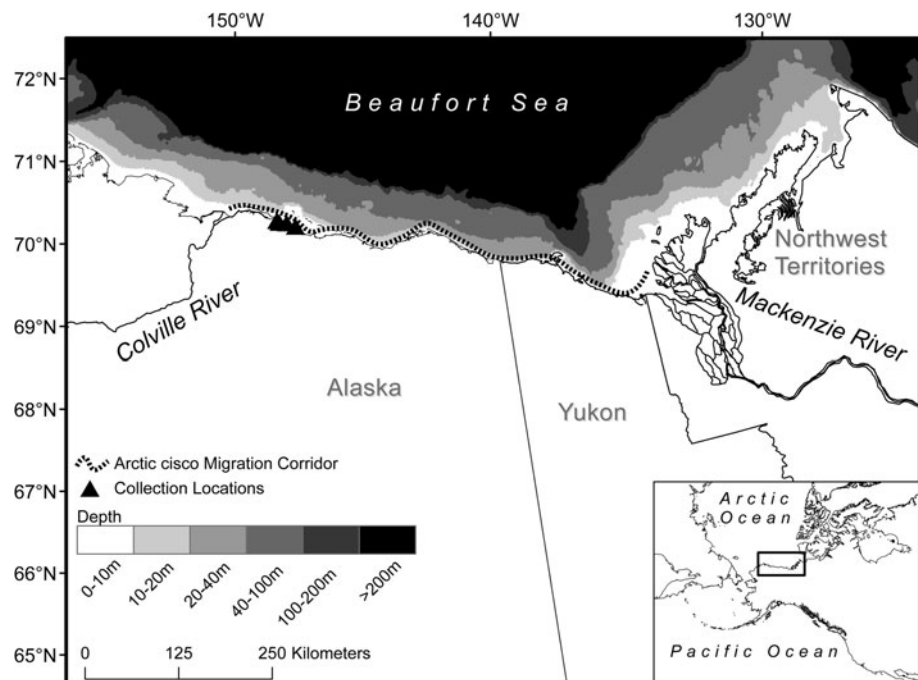 150°W
140°W
130°W
72°N
71°N
70°N
69°N
68°N
67°N
66°N
65°N
Beaufort Sea
Northwest
Territories
Mackenzie River
Colville River
Alaska
Yukon
Arctic cisco Migration Corridor
Collection Locations
Depth
0-10m
10-20m
20-40m
40-100m
100-200m
>200m
0
125
250 Kilometers
Arctic
Ocean
Pacific Ocean